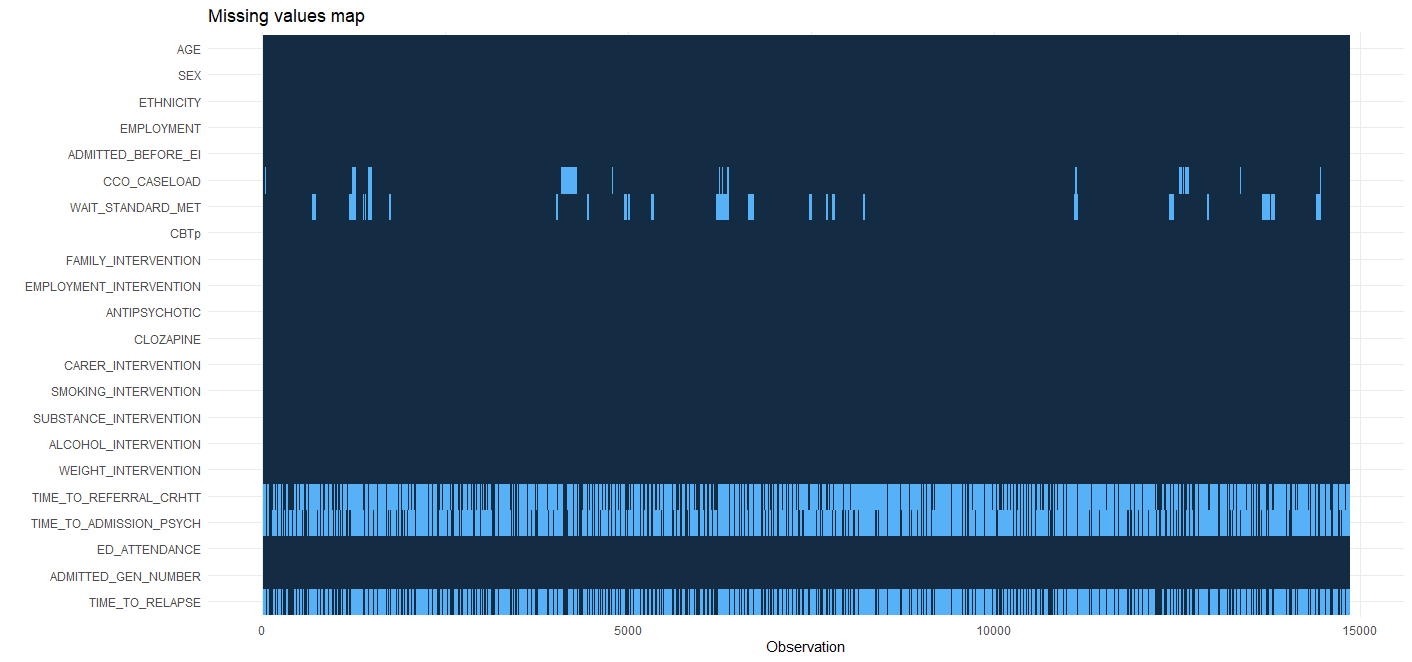 Missing values map
AGE
SEX
ETHNICITY
EMPLOYMENT
ADMITTED_BEFORE_EI
CCO_CASELOAD
WAIT_STANDARD_MET
CBTp
FAMILY_INTERVENTION
EMPLOYMENT_INTERVENTION
ANTIPSYCHOTIC
CLOZAPINE
CARER_INTERVENTION
SMOKING_INTERVENTION
SUBSTANCE_INTERVENTION
ALCOHOL_INTERVENTION
WEIGHT_INTERVENTION
TIME_TO_REFERRAL_CRHTT
TIME_TO_ADMISSION_PSYCH
ED_ATTENDANCE
ADMITTED_GEN_NUMBER
TIME_TO_RELAPSE
0 5000 10000 15000
Observation